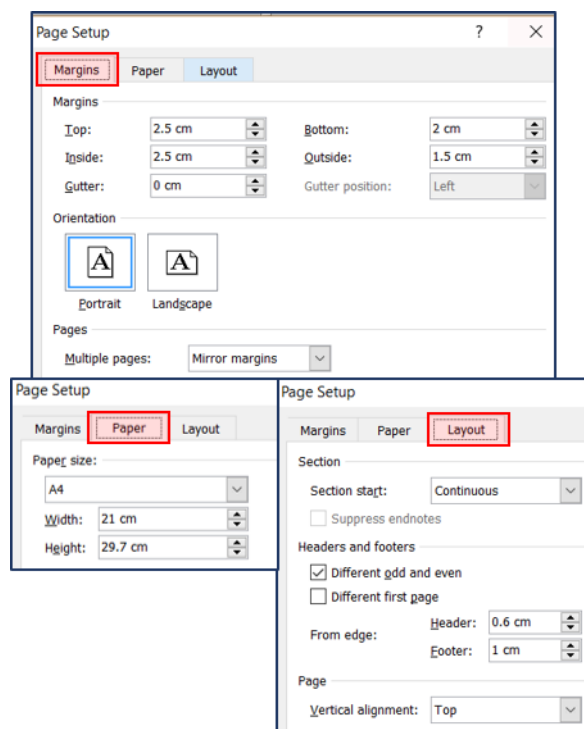 Page Setup ? ×
Margins Paper Layout
Margins
Top: 2.5 cm Bottom: 2 cm
Inside: 2.5 cm Outside: 1.5 cm
Gutter: 0 cm Gutter position: Left
Orientation
A A
Portrait Landscape
Pages
Multiple pages: Mirror margins
Page Setup
Margins Paper Layout
Paper size:
A4
Width: 21 cm
Height: 29.7 cm
Page Setup
Margins Paper Layout
Section
Section start: Continuous
Suppress endnotes
Headers and footers
Different odd and even
Different first page
From edge: Header: 0.6 cm
Footer: 1 cm
Page
Vertical alignment: Top